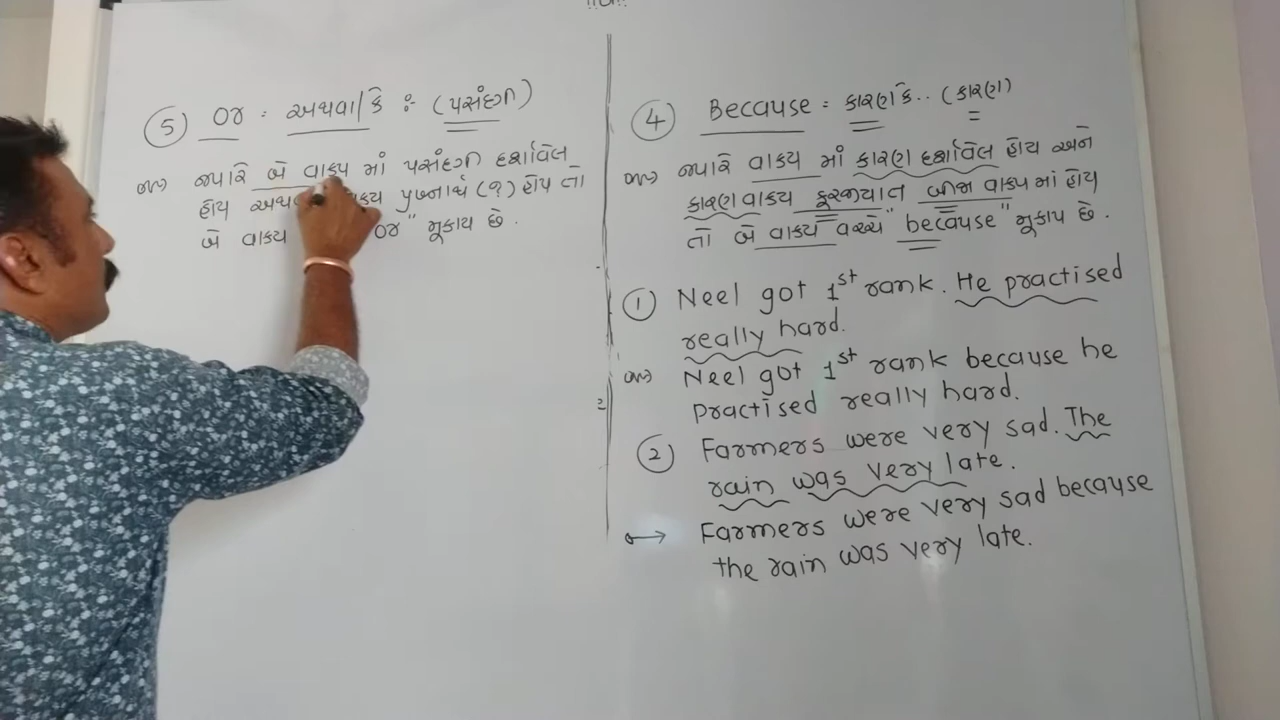 5) Or : અથવા/કે :- (પસંદગી)
જ્યારે બે વાક્ય માં પસંદગી દર્શાવેલ
હોય વાક્ય પ્રશ્નાર્થ (?) હોય તો
બે વાક્ય or" મૂકાય છે.
4) Because = કારણ કે.. (કારણ)
જ્યારે વાક્ય માં કારણ દર્શાવેલ હોય અને
કારણ વાક્ય ફરજીયાત બીજા વાક્ય માં હોય
તો બે વાક્ય વચ્ચે "because" મૂકાય છે.
1) Neel got 1st rank. He practised
really hard.
Neel got 1st rank because he
practised really hard.
2) Farmers were very sad. The
rain was very late.
→ Farmers were very sad because
the rain was very late.